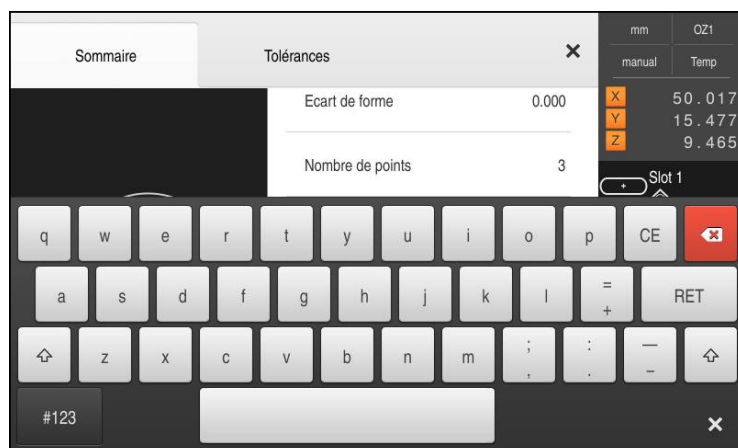 Sommaire
Tolérances
×
mm
OZ1
manual
Temp
Ecart de forme
0.000
X
50.017
Y
15.477
Z
9.465
Nombre de points
3
+
Slot 1
q w e r t y u i o p CE
a s d f g h j k l = + RET
z x c v b n m ; , : . — –
#123
×